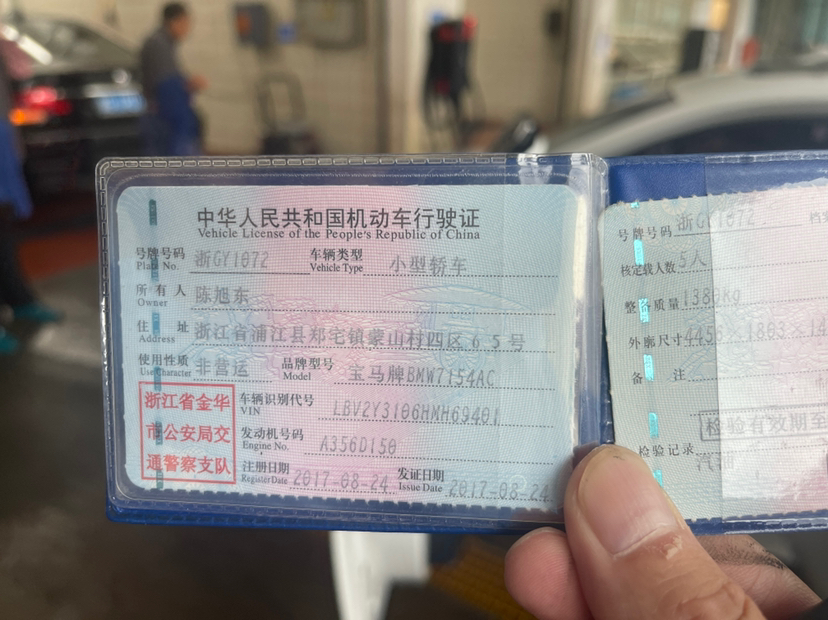 中华人民共和国机动车行驶证
Vehicle License of the People's Republic of China
号牌号码 浙GY1872 车辆类型 小型轿车
Plate No. Vehicle Type
所有人 陈旭东
Owner
住址 浙江省浦江县郑宅镇蒙山村四区65号
Address
使用性质 非营运 品牌型号 宝马牌BMW7154AC
Use Character Model
浙江省金华
市公安局交
通警察支队
车辆识别代号 LBV2Y3106HMH69401
VIN
发动机号码 A356D150
Engine No.
注册日期 2017-08-24 发证日期 2017-08-24
Register Date Issue Date
号牌号码 浙GY1872
核定载人数 5人
整备质量 1380Kg
外廓尺寸 4456×1803×14
备注
检验有效期至
检验记录
汽油